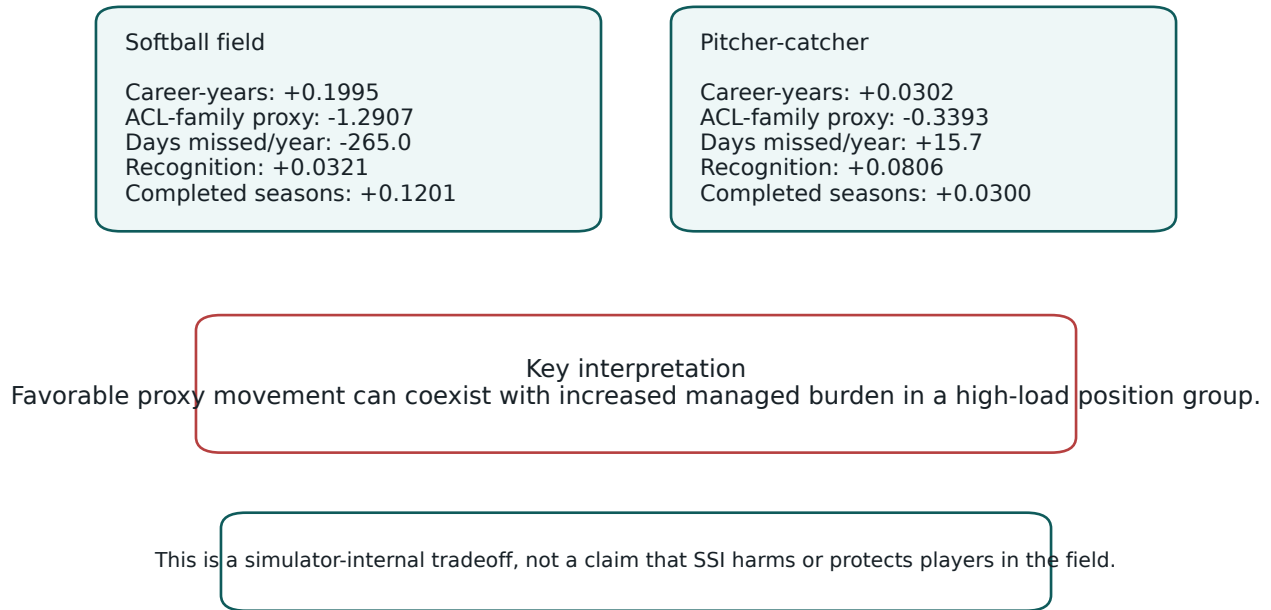 Softball field
Career-years: +0.1995
ACL-family proxy: -1.2907
Days missed/year: -265.0
Recognition: +0.0321
Completed seasons: +0.1201
Pitcher-catcher
Career-years: +0.0302
ACL-family proxy: -0.3393
Days missed/year: +15.7
Recognition: +0.0806
Completed seasons: +0.0300
Key interpretation
Favorable proxy movement can coexist with increased managed burden in a high-load position group.
This is a simulator-internal tradeoff, not a claim that SSI harms or protects players in the field.